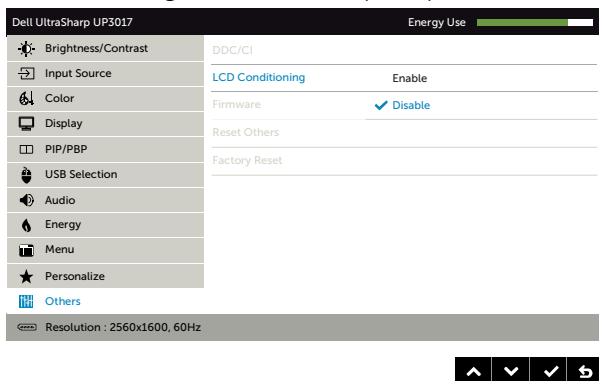 Dell UltraSharp UP3017 Energy Use
Brightness/Contrast DDC/CI
Input Source LCD Conditioning Enable
Color Firmware Disable
Display Reset Others
PIP/PBP Factory Reset
USB Selection
Audio
Energy
Menu
Personalize
Others
Resolution : 2560x1600, 60Hz